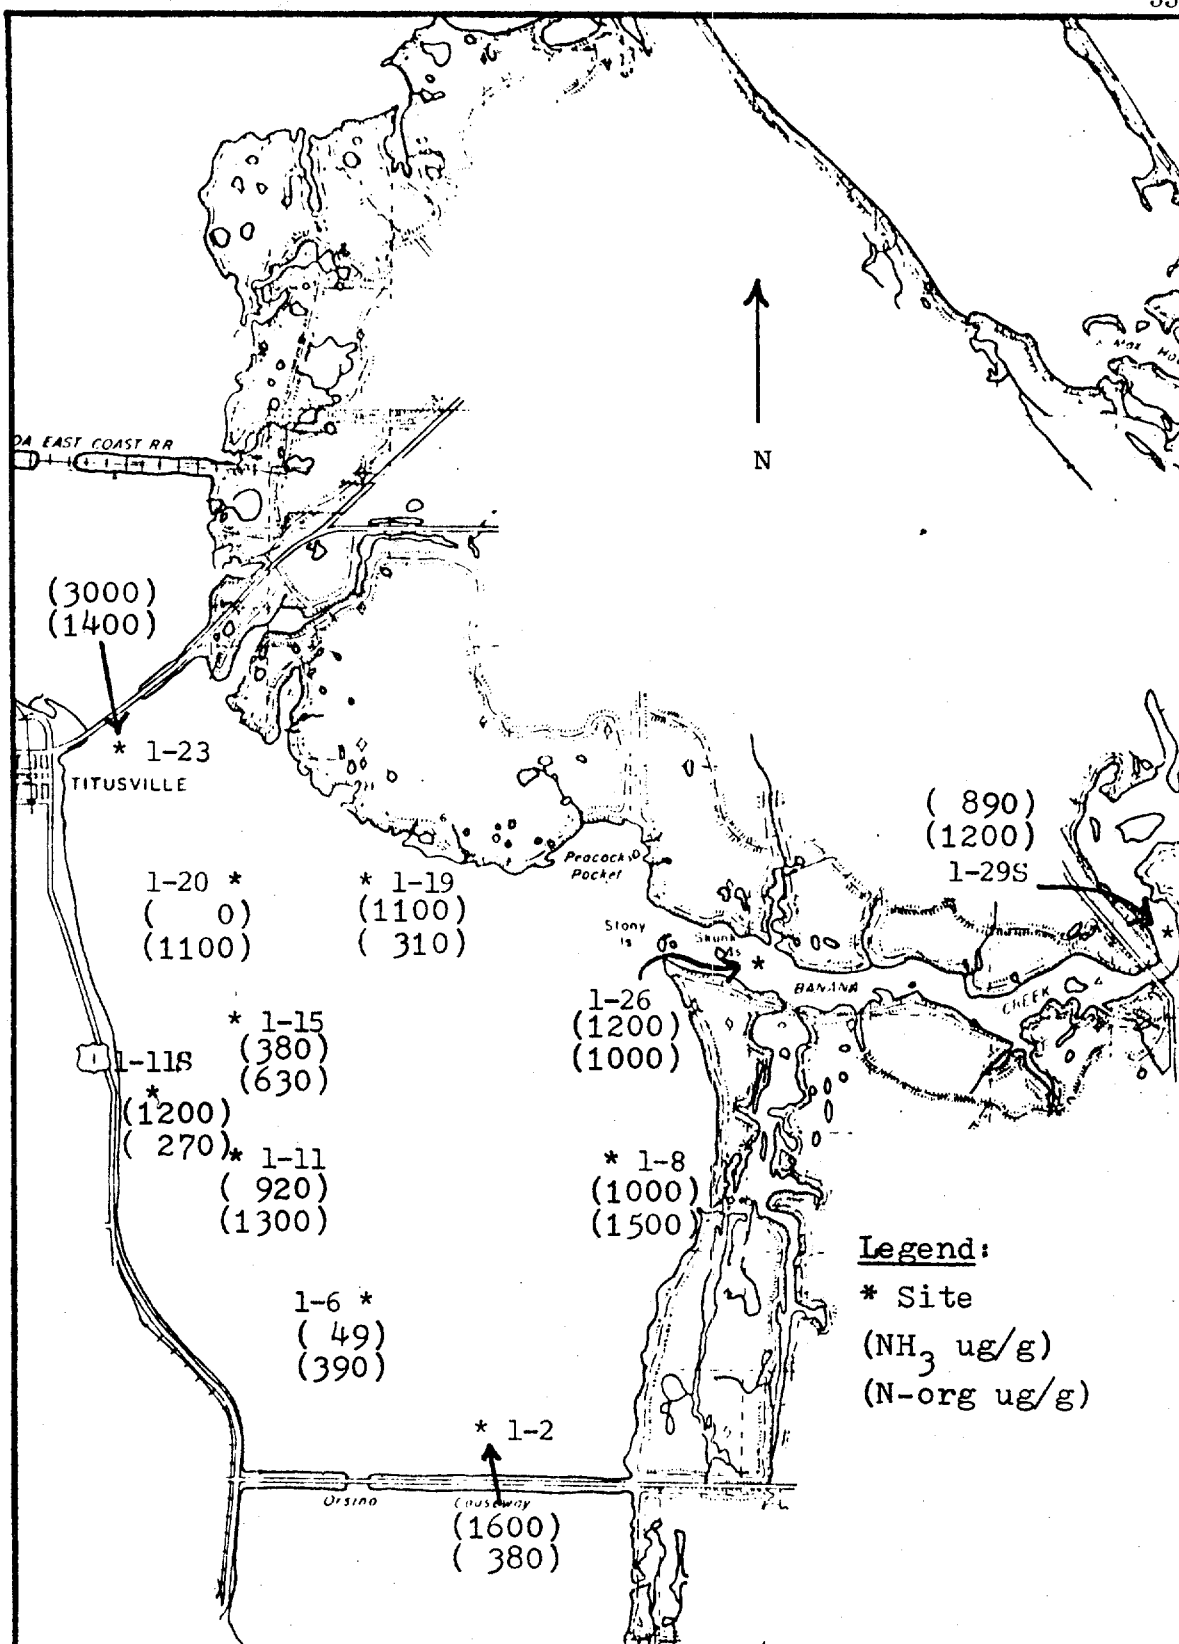 DA EAST COAST RR
N
(3000)
(1400)
* 1-23
TITUSVILLE
( 890)
(1200)
1-29S
*
Peacocks
Pocket
1-20 *
( 0)
(1100)
* 1-19
(1100)
( 310)
Stony
Is
Skunk
Is
*
BANANA
CREEK
1-26
(1200)
(1000)
* 1-15
(380)
(630)
1-11S
*
(1200)
( 270)
* 1-11
( 920)
(1300)
* 1-8
(1000)
(1500)
Legend:
* Site
(NH3 ug/g)
(N-org ug/g)
1-6 *
( 49)
(390)
* 1-2
Orsino Causeway
(1600)
( 380)